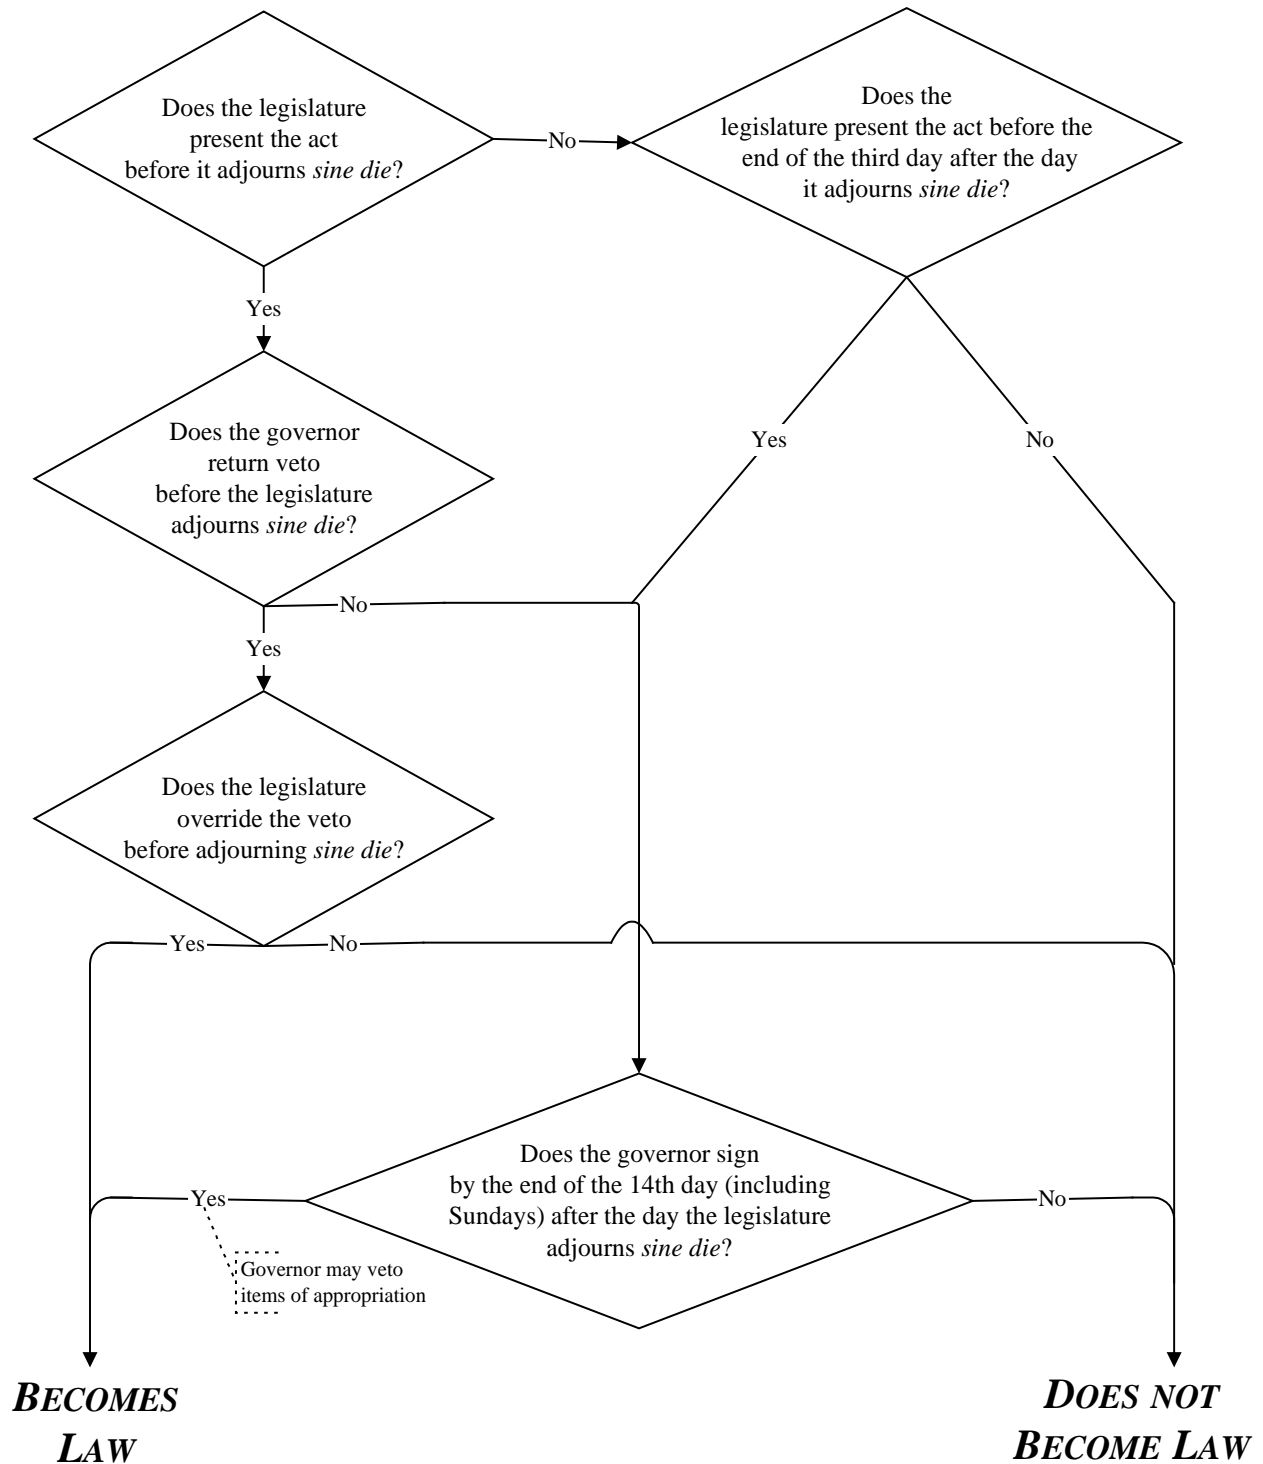 Does the legislature
present the act
before it adjourns sine die?
No
Does the
legislature present the act before the
end of the third day after the day
it adjourns sine die?
Yes
Does the governor
return veto
before the legislature
adjourns sine die?
Yes
No
No
Yes
Does the legislature
override the veto
before adjourning sine die?
Yes
No
Does the governor sign
by the end of the 14th day (including
Sundays) after the day the legislature
adjourns sine die?
Yes
No
Governor may veto
items of appropriation
BECOMES
LAW
DOES NOT
BECOME LAW